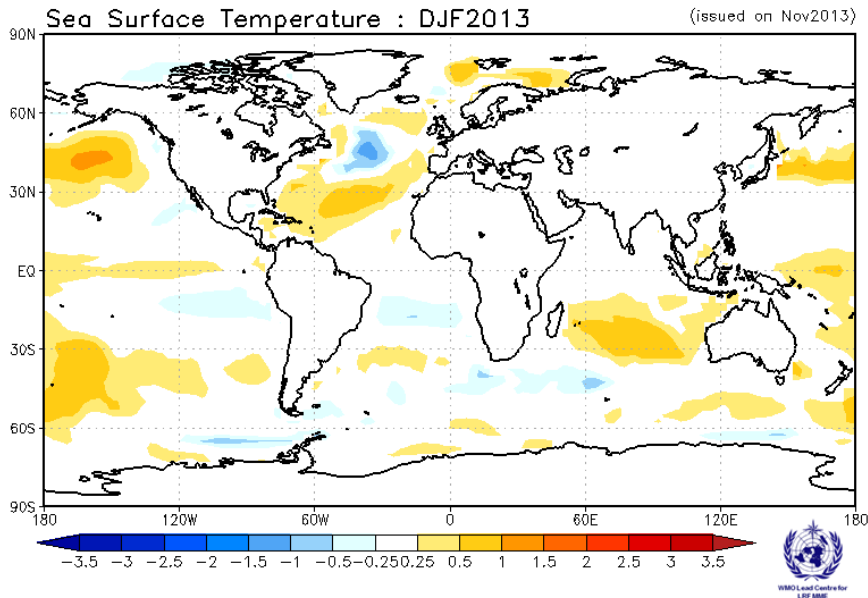 Sea Surface Temperature : DJF2013
(issued on Nov2013)
90N
60N
30N
EQ
30S
60S
90S
180 120W 60W 0 60E 120E 180
-3.5 -3 -2.5 -2 -1.5 -1 -0.5 -0.25 0.25 0.5 1 1.5 2 2.5 3 3.5
WMO Lead Centre for
LRFMME